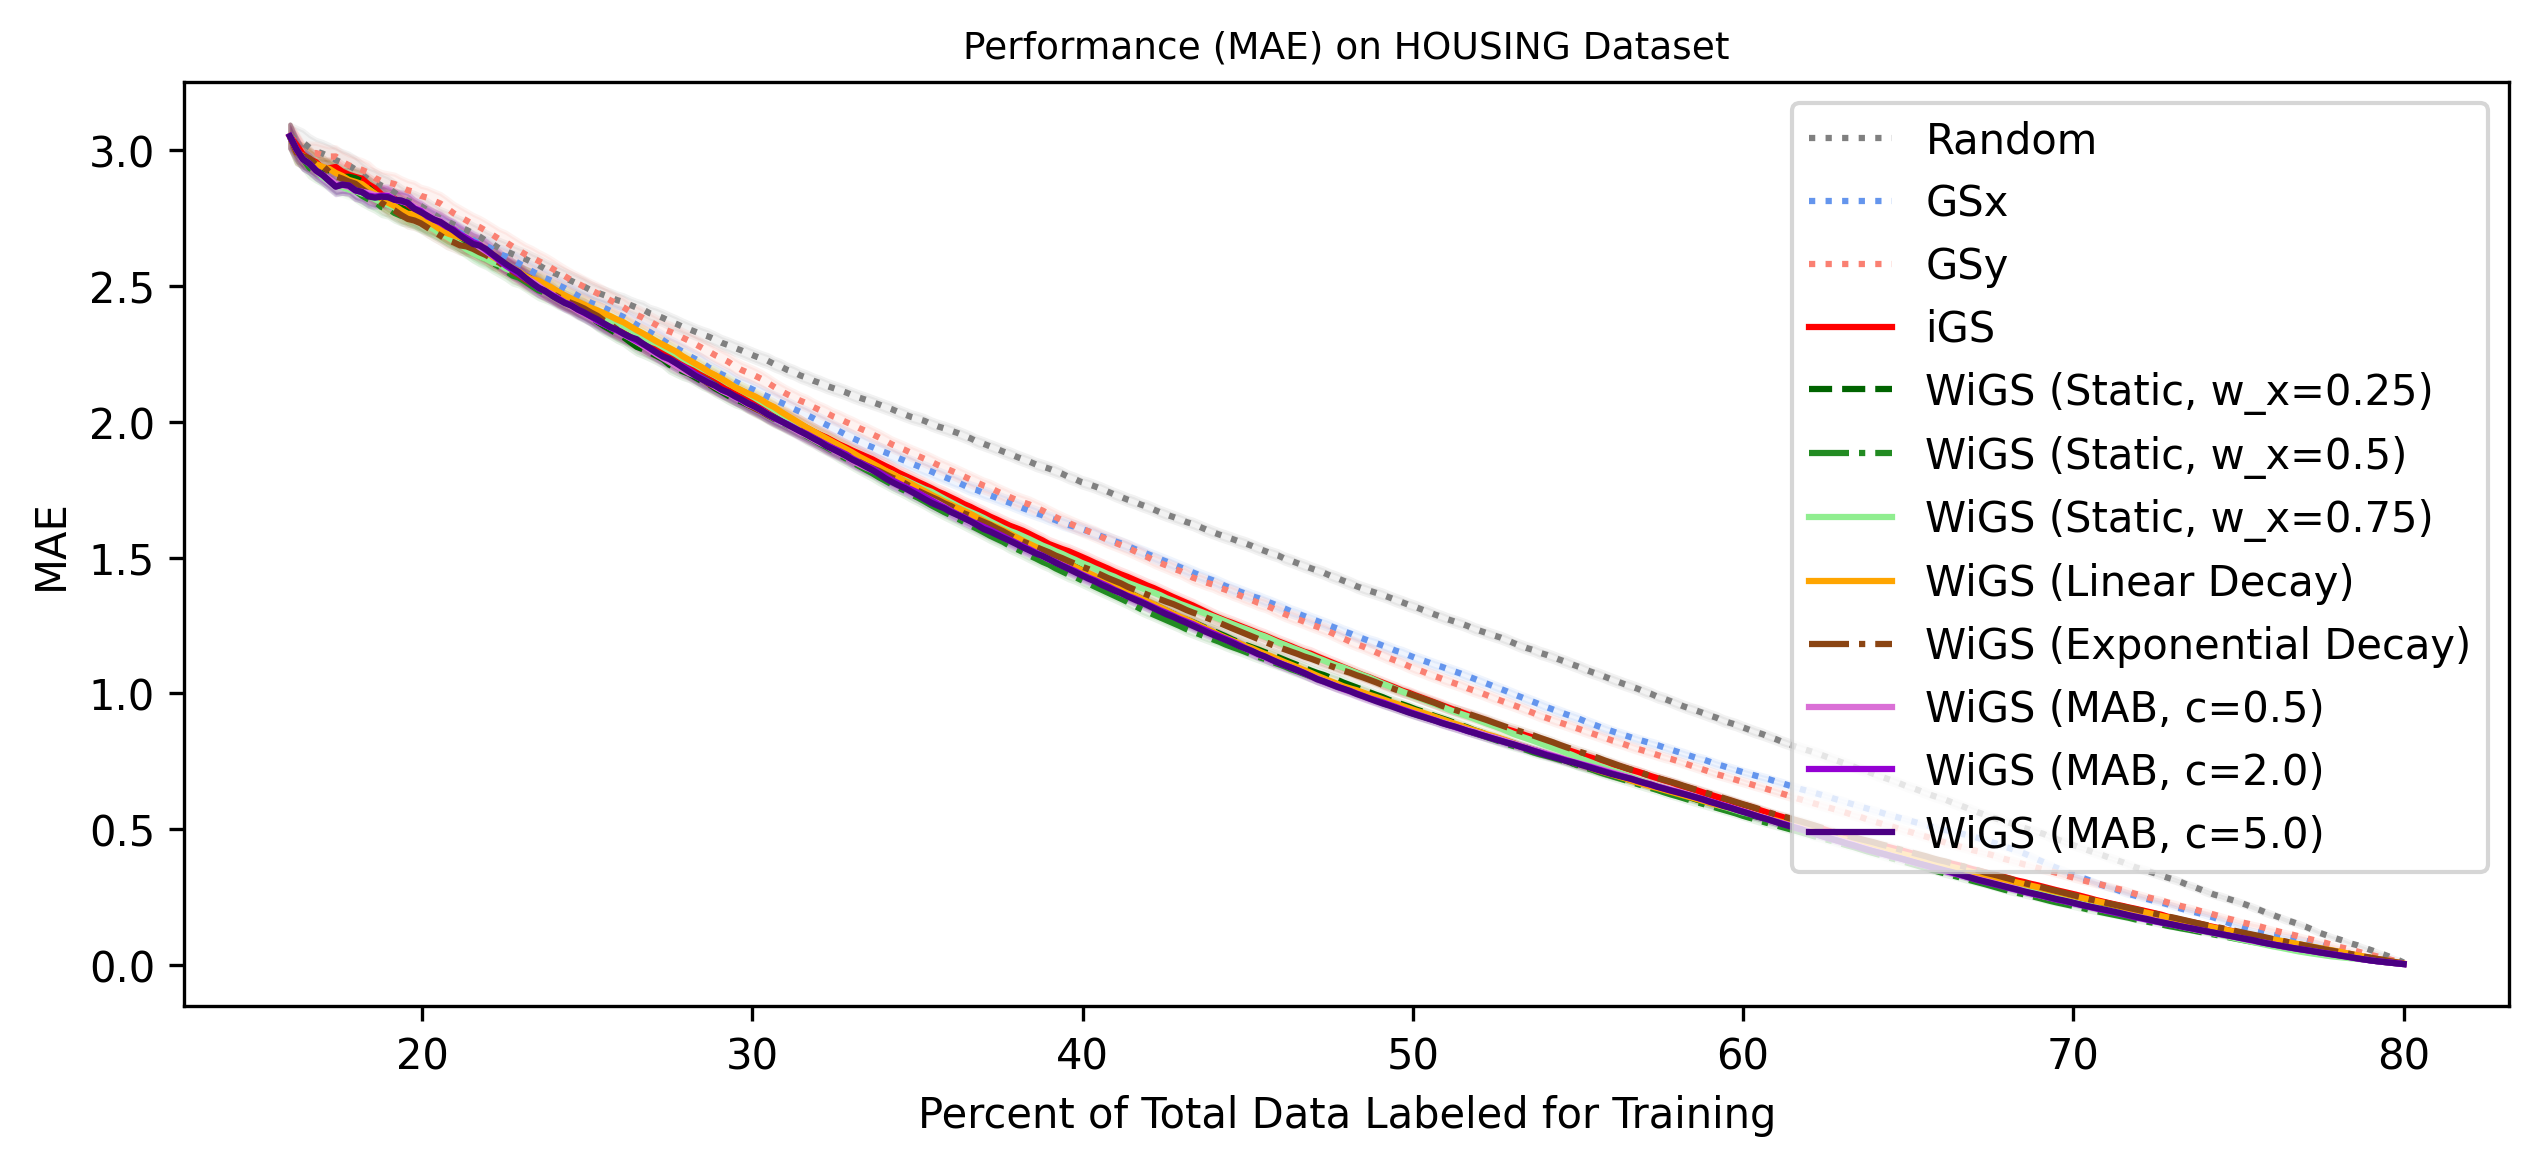 Performance (MAE) on HOUSING Dataset
MAE
3.0
2.5
2.0
1.5
1.0
0.5
0.0
Random
GSx
GSy
iGS
WiGS (Static, w_x=0.25)
WiGS (Static, w_x=0.5)
WiGS (Static, w_x=0.75)
WiGS (Linear Decay)
WiGS (Exponential Decay)
WiGS (MAB, c=0.5)
WiGS (MAB, c=2.0)
WiGS (MAB, c=5.0)
20 30 40 50 60 70 80
Percent of Total Data Labeled for Training